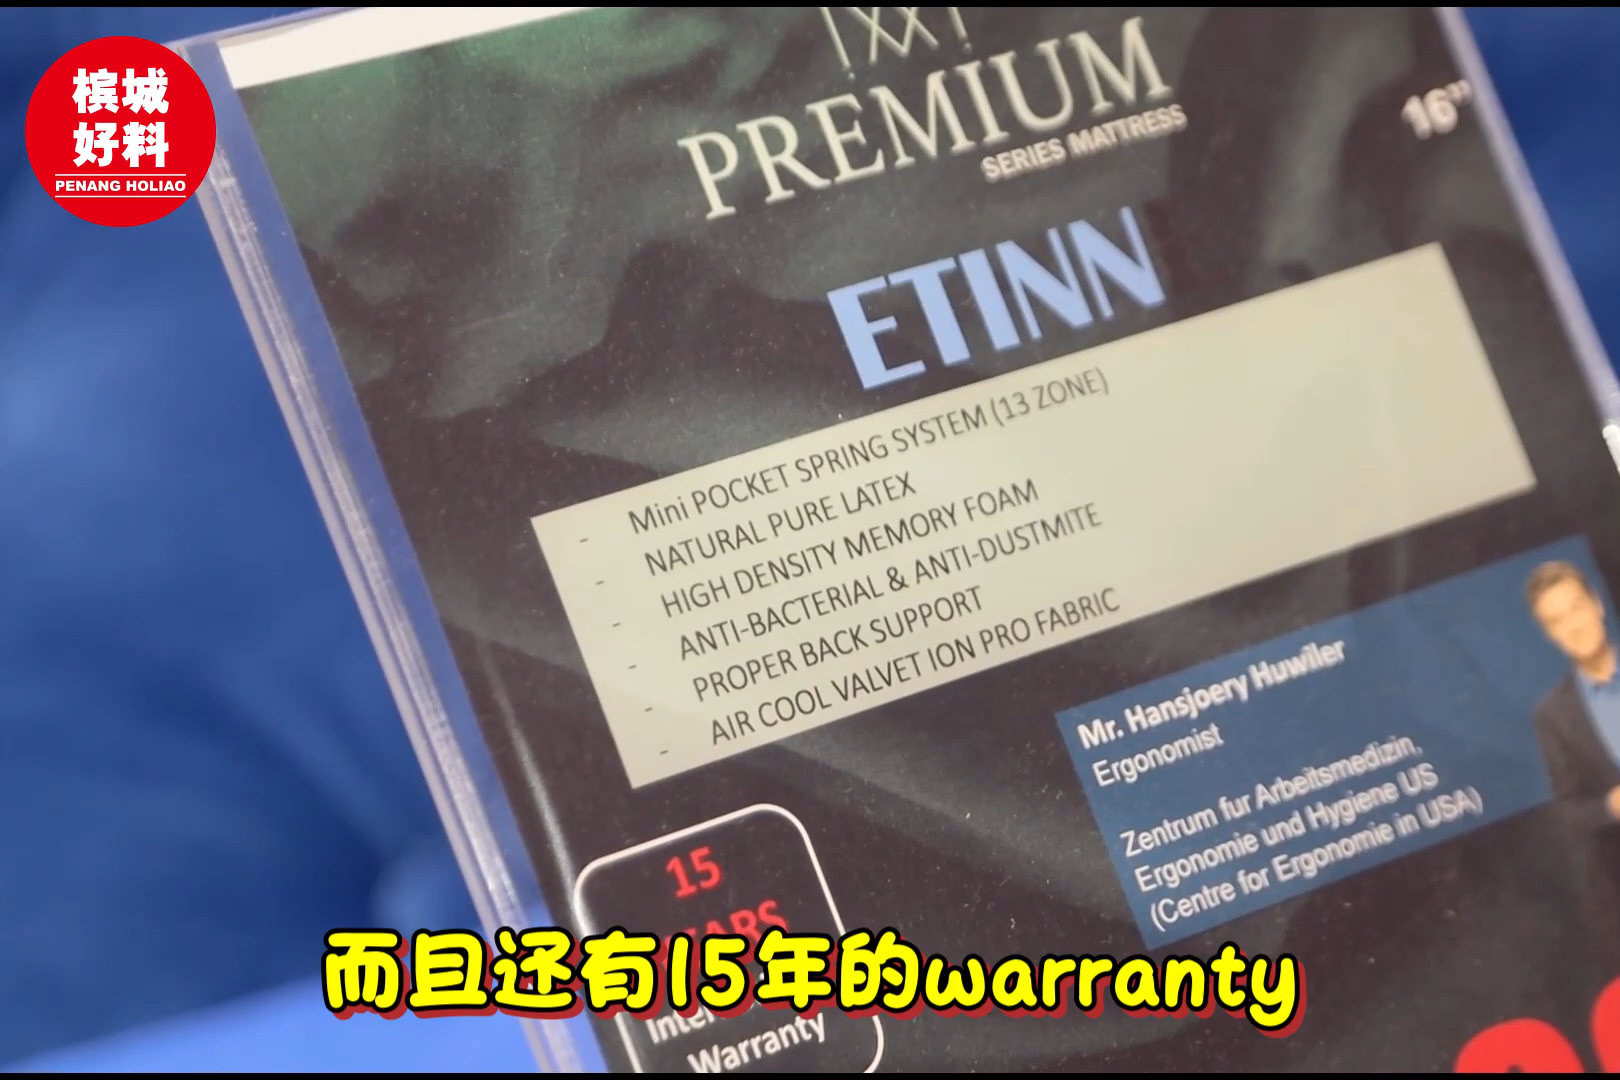 槟城
好料
PENANG HOLIAO
PREMIUM
SERIES MATTRESS
16"
ETINN
- Mini POCKET SPRING SYSTEM (13 ZONE)
- NATURAL PURE LATEX
- HIGH DENSITY MEMORY FOAM
- ANTI-BACTERIAL & ANTI-DUSTMITE
- PROPER BACK SUPPORT
- AIR COOL VALVET ION PRO FABRIC
Mr. Hansjoery Huwiler
Ergonomist
Zentrum fur Arbeitsmedizin,
Ergonomie und Hygiene US
(Centre for Ergonomie in USA)
15
Warranty
而且还有15年的warranty